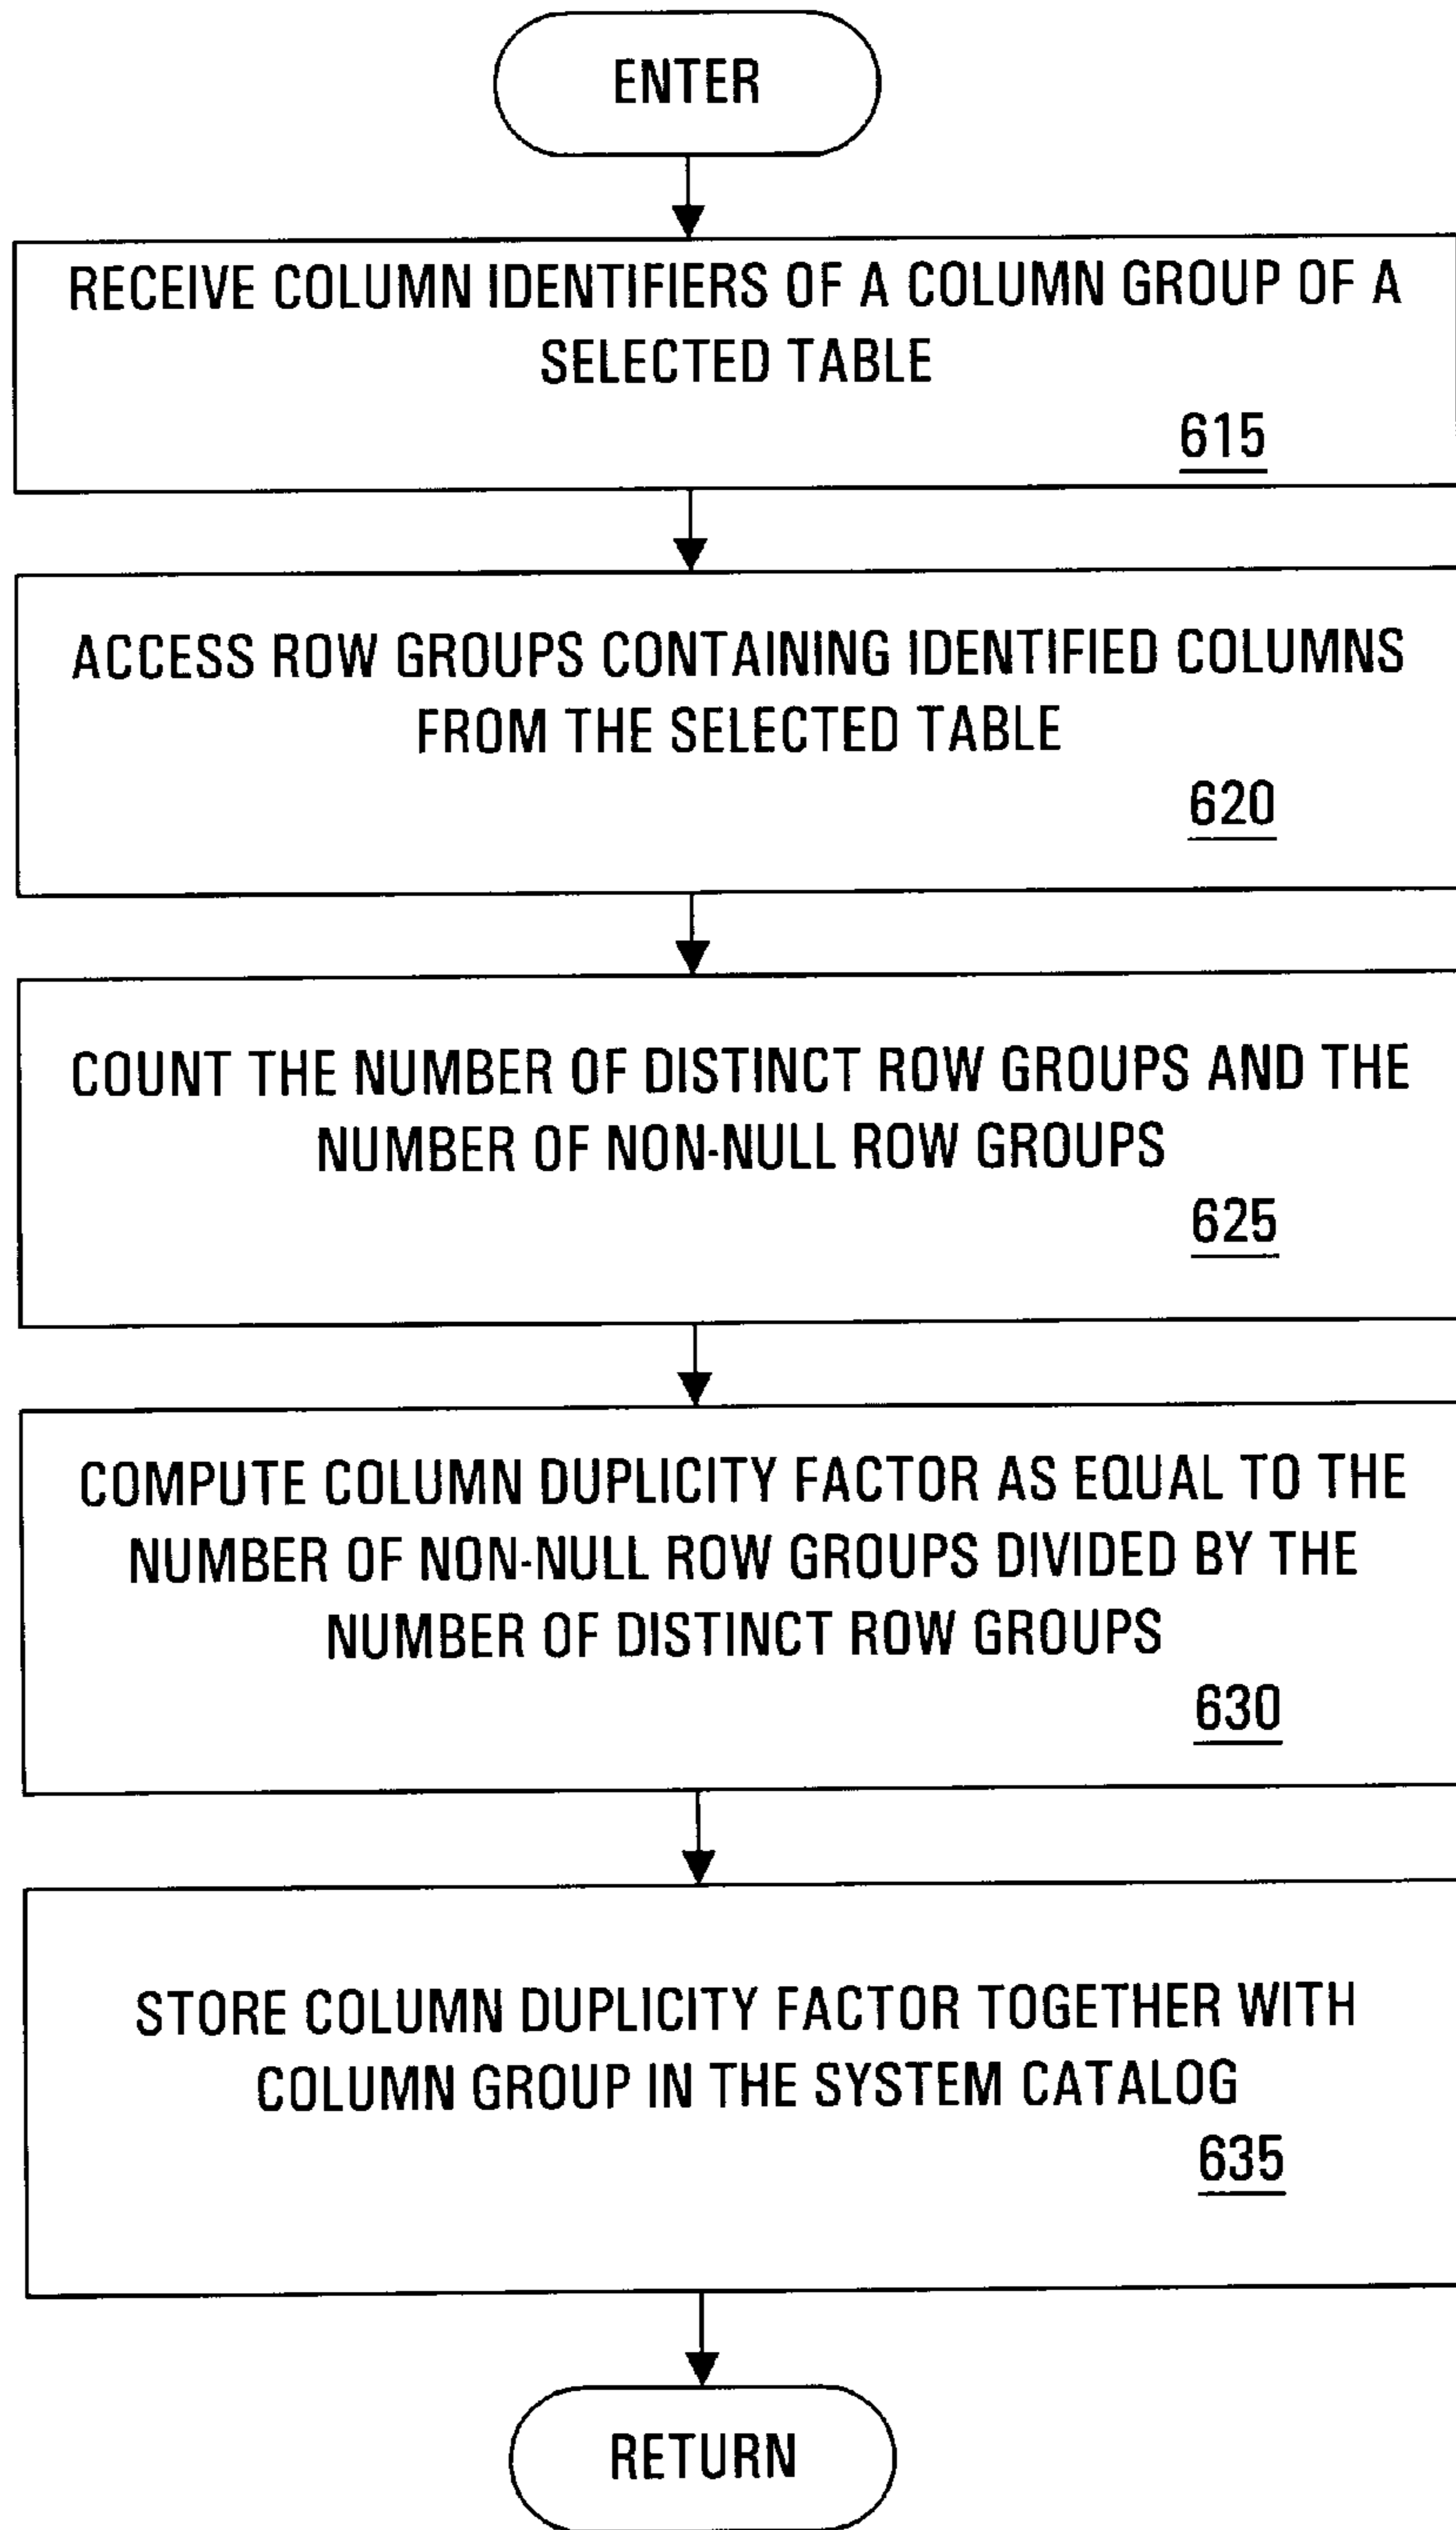 ENTER
RECEIVE COLUMN IDENTIFIERS OF A COLUMN GROUP OF A
SELECTED TABLE
615
ACCESS ROW GROUPS CONTAINING IDENTIFIED COLUMNS
FROM THE SELECTED TABLE
620
COUNT THE NUMBER OF DISTINCT ROW GROUPS AND THE
NUMBER OF NON-NULL ROW GROUPS
625
COMPUTE COLUMN DUPLICITY FACTOR AS EQUAL TO THE
NUMBER OF NON-NULL ROW GROUPS DIVIDED BY THE
NUMBER OF DISTINCT ROW GROUPS
630
STORE COLUMN DUPLICITY FACTOR TOGETHER WITH
COLUMN GROUP IN THE SYSTEM CATALOG
635
RETURN